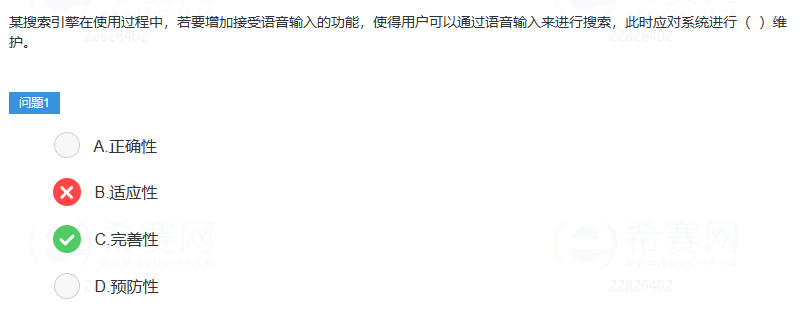 某搜索引擎在使用过程中，若要增加接受语音输入的功能，使得用户可以通过语音输入来进行搜索，此时应对系统进行（ ）维
护。
22826402
22826402
问题1
A.正确性
B.适应性
C.完善性
希赛网
希赛网
D.预防性
22826402